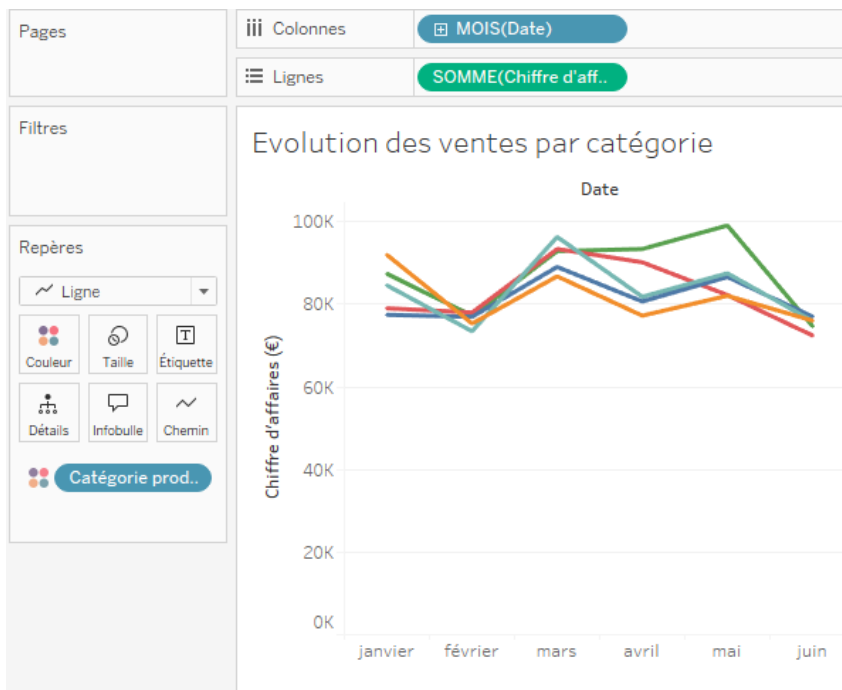 Pages
Colonnes
MOIS(Date)
Lignes
SOMME(Chiffre d'aff..
Filtres
Repères
Ligne
Couleur
Taille
Étiquette
Détails
Infobulle
Chemin
Catégorie prod..
Evolution des ventes par catégorie
Date
Chiffre d'affaires (€)
100K
80K
60K
40K
20K
0K
janvier février mars avril mai juin